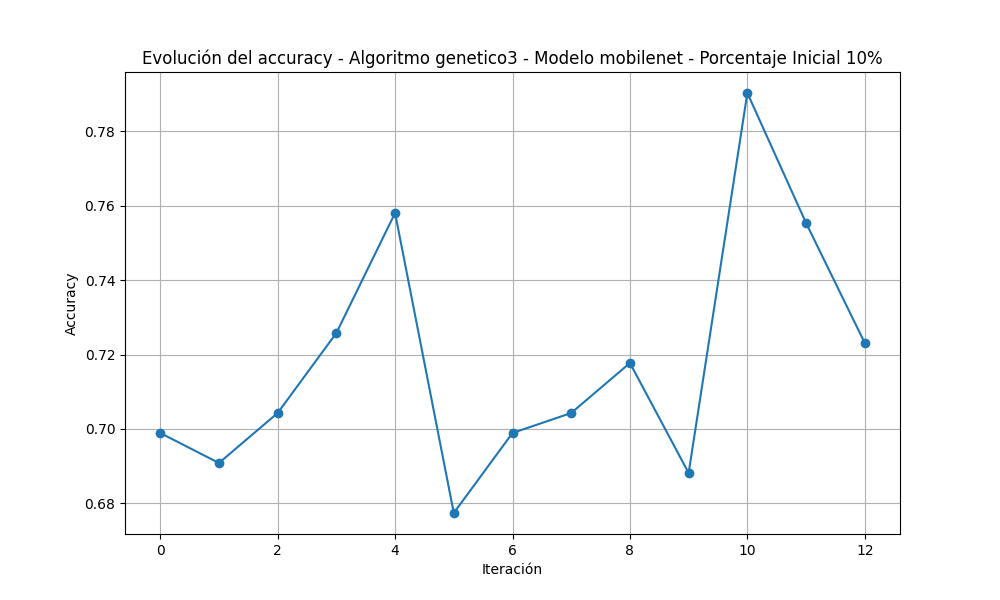 Evolución del accuracy - Algoritmo genetico3 - Modelo mobilenet - Porcentaje Inicial 10%
0.78
0.76
0.74
0.72
0.70
0.68
Accuracy
0 2 4 6 8 10 12
Iteración